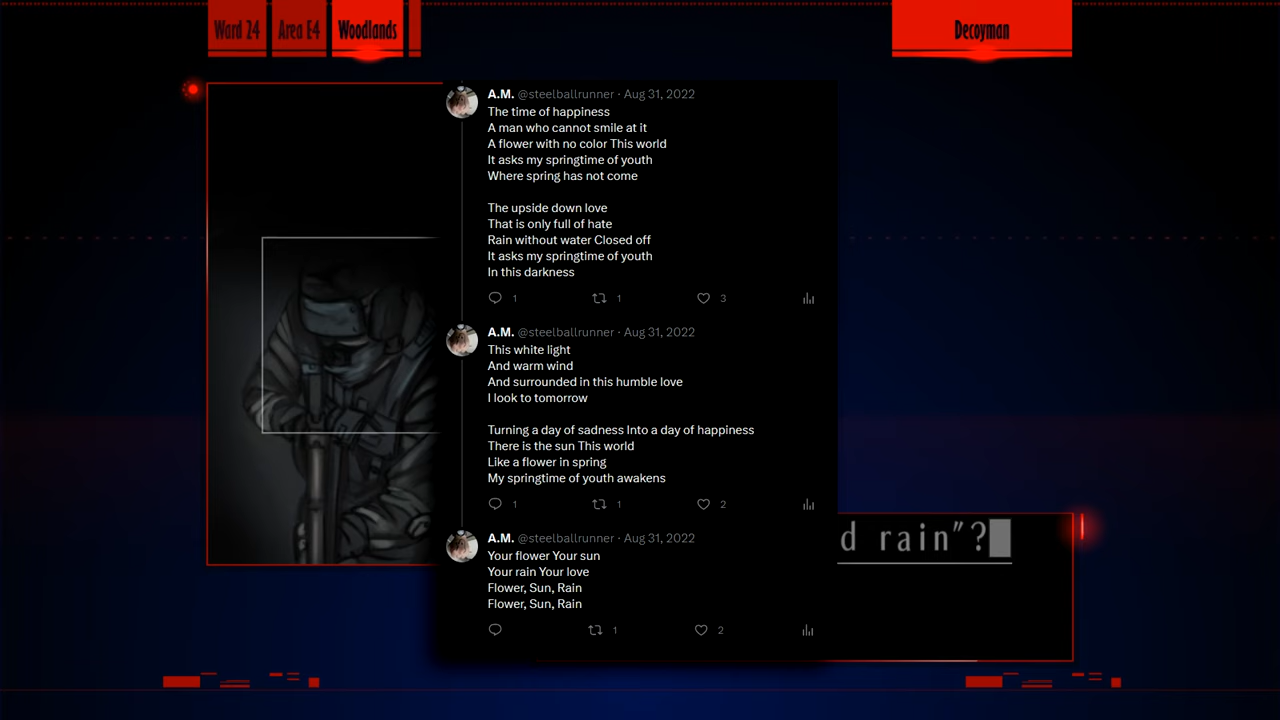 Ward 24
Area E4
Woodlands
Decoyman
A.M. @steelballrunner · Aug 31, 2022
The time of happiness
A man who cannot smile at it
A flower with no color This world
It asks my springtime of youth
Where spring has not come
The upside down love
That is only full of hate
Rain without water Closed off
It asks my springtime of youth
In this darkness
1 1 3
A.M. @steelballrunner · Aug 31, 2022
This white light
And warm wind
And surrounded in this humble love
I look to tomorrow
Turning a day of sadness Into a day of happiness
There is the sun This world
Like a flower in spring
My springtime of youth awakens
1 1 2
A.M. @steelballrunner · Aug 31, 2022
Your flower Your sun
Your rain Your love
Flower, Sun, Rain
Flower, Sun, Rain
1 2
d rain"?